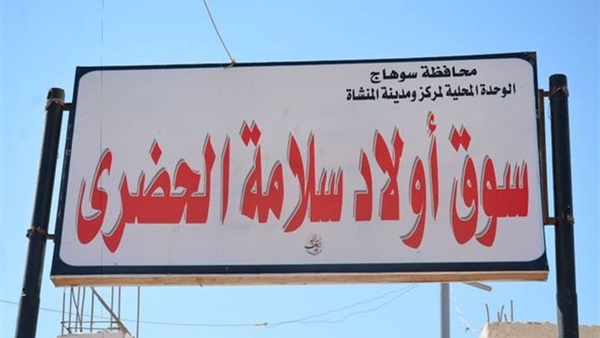 محافظة سوهاج
الوحدة المحلية لمركز ومدينة المنشاة
سوق أولاد سلامة الحضرى